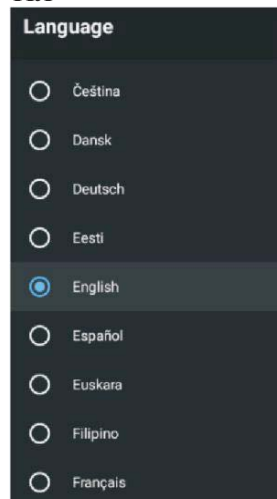 Language
Čeština
Dansk
Deutsch
Eesti
English
Español
Euskara
Filipino
Français